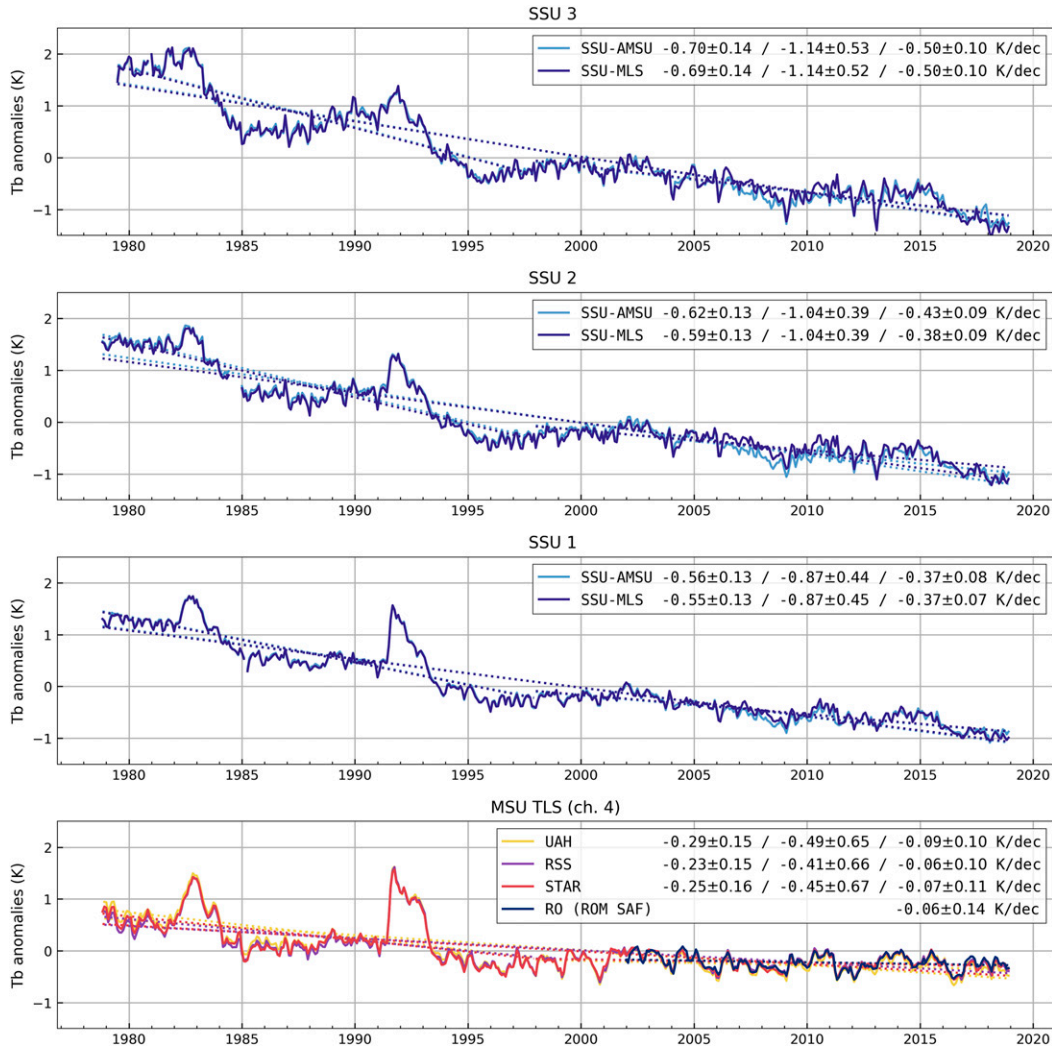 SSU 3
SSU-AMSU -0.70±0.14 / -1.14±0.53 / -0.50±0.10 K/dec
SSU-MLS -0.69±0.14 / -1.14±0.52 / -0.50±0.10 K/dec
Tb anomalies (K)
2
1
0
−1
1980 1985 1990 1995 2000 2005 2010 2015 2020
SSU 2
SSU-AMSU -0.62±0.13 / -1.04±0.39 / -0.43±0.09 K/dec
SSU-MLS -0.59±0.13 / -1.04±0.39 / -0.38±0.09 K/dec
Tb anomalies (K)
2
1
0
−1
1980 1985 1990 1995 2000 2005 2010 2015 2020
SSU 1
SSU-AMSU -0.56±0.13 / -0.87±0.44 / -0.37±0.08 K/dec
SSU-MLS -0.55±0.13 / -0.87±0.45 / -0.37±0.07 K/dec
Tb anomalies (K)
2
1
0
−1
1980 1985 1990 1995 2000 2005 2010 2015 2020
MSU TLS (ch. 4)
UAH -0.29±0.15 / -0.49±0.65 / -0.09±0.10 K/dec
RSS -0.23±0.15 / -0.41±0.66 / -0.06±0.10 K/dec
STAR -0.25±0.16 / -0.45±0.67 / -0.07±0.11 K/dec
RO (ROM SAF) -0.06±0.14 K/dec
Tb anomalies (K)
2
1
0
−1
1980 1985 1990 1995 2000 2005 2010 2015 2020